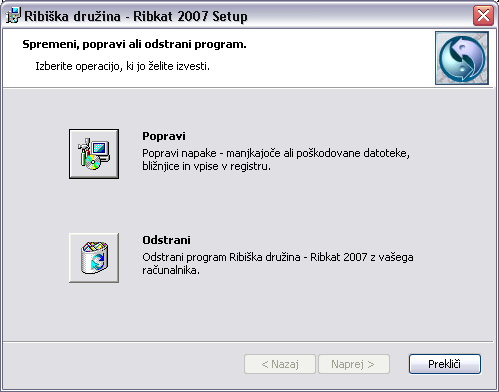 Ribiška družina - Ribkat 2007 Setup
Spremeni, popravi ali odstrani program.
Izberite operacijo, ki jo želite izvesti.
Popravi
Popravi napake - manjkajoče ali poškodovane datoteke,
bližnjice in vpise v registru.
Odstrani
Odstrani program Ribiška družina - Ribkat 2007 z vašega
računalnika.
< Nazaj
Naprej >
Prekliči